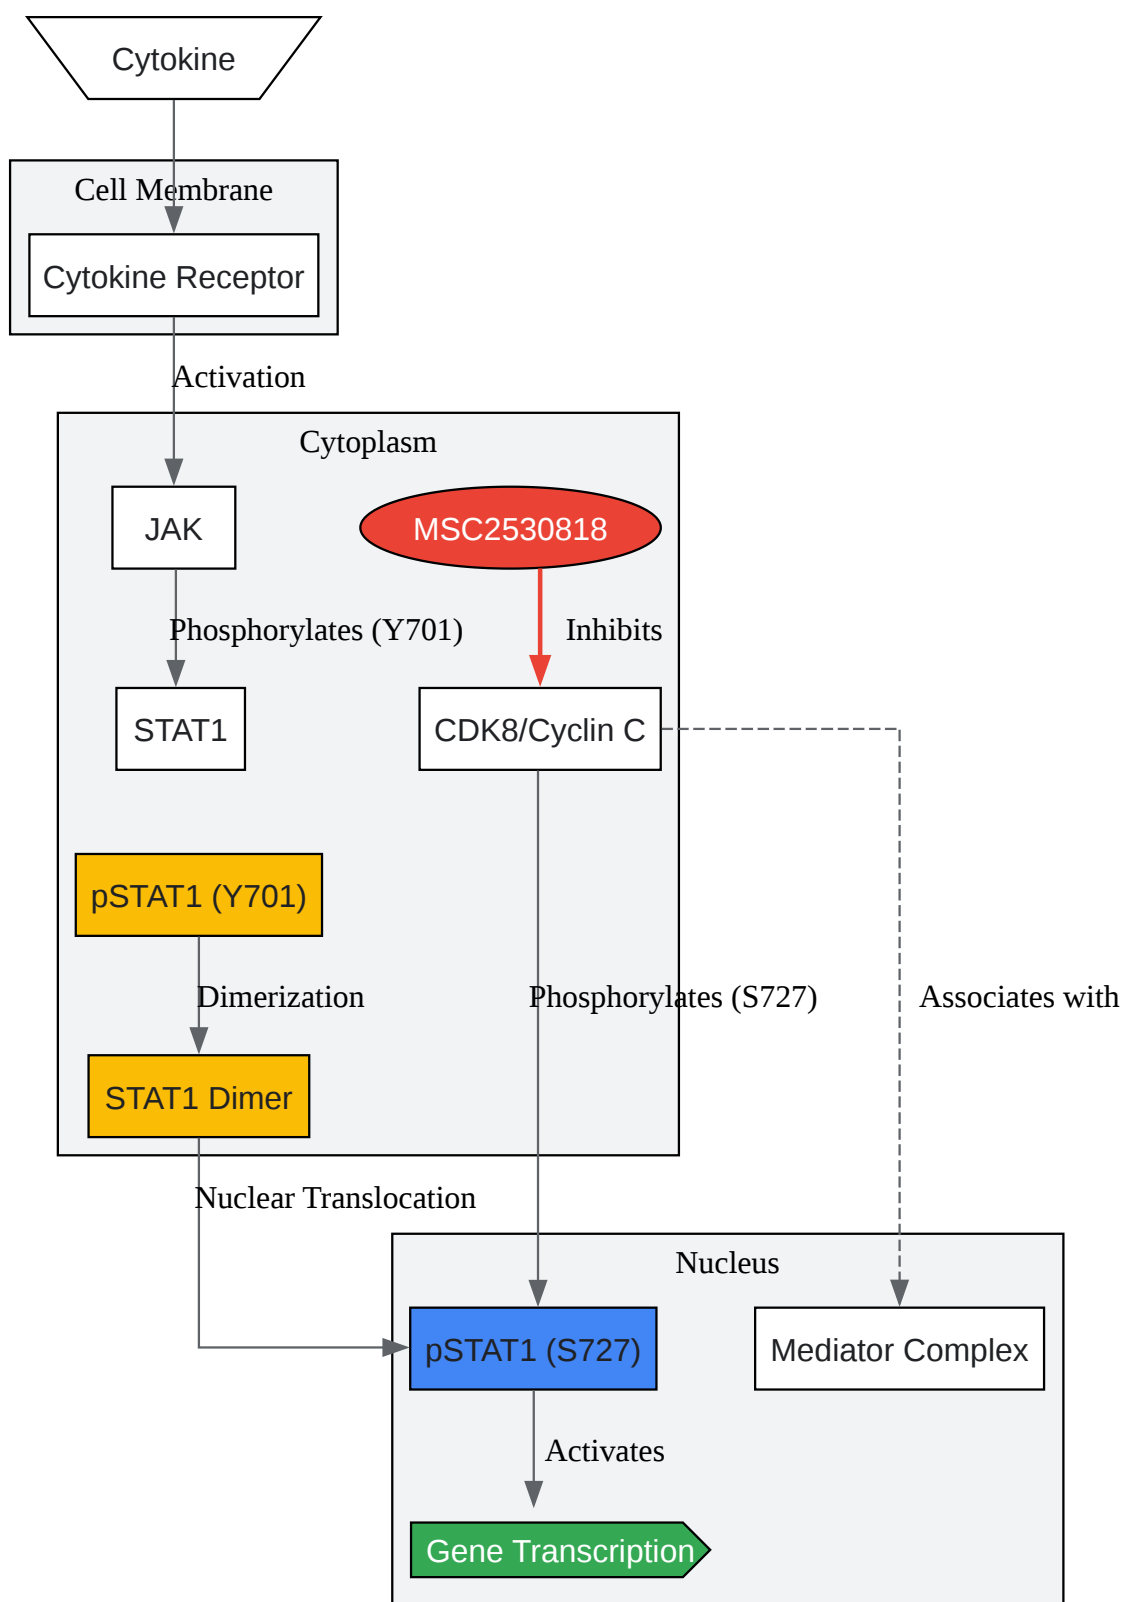 Cytokine
Cell Membrane
Cytokine Receptor
Activation
Cytoplasm
JAK
MSC2530818
Phosphorylates (Y701)
Inhibits
STAT1
CDK8/Cyclin C
pSTAT1 (Y701)
Dimerization
Phosphorylates (S727)
Associates with
STAT1 Dimer
Nuclear Translocation
Nucleus
pSTAT1 (S727)
Mediator Complex
Activates
Gene Transcription